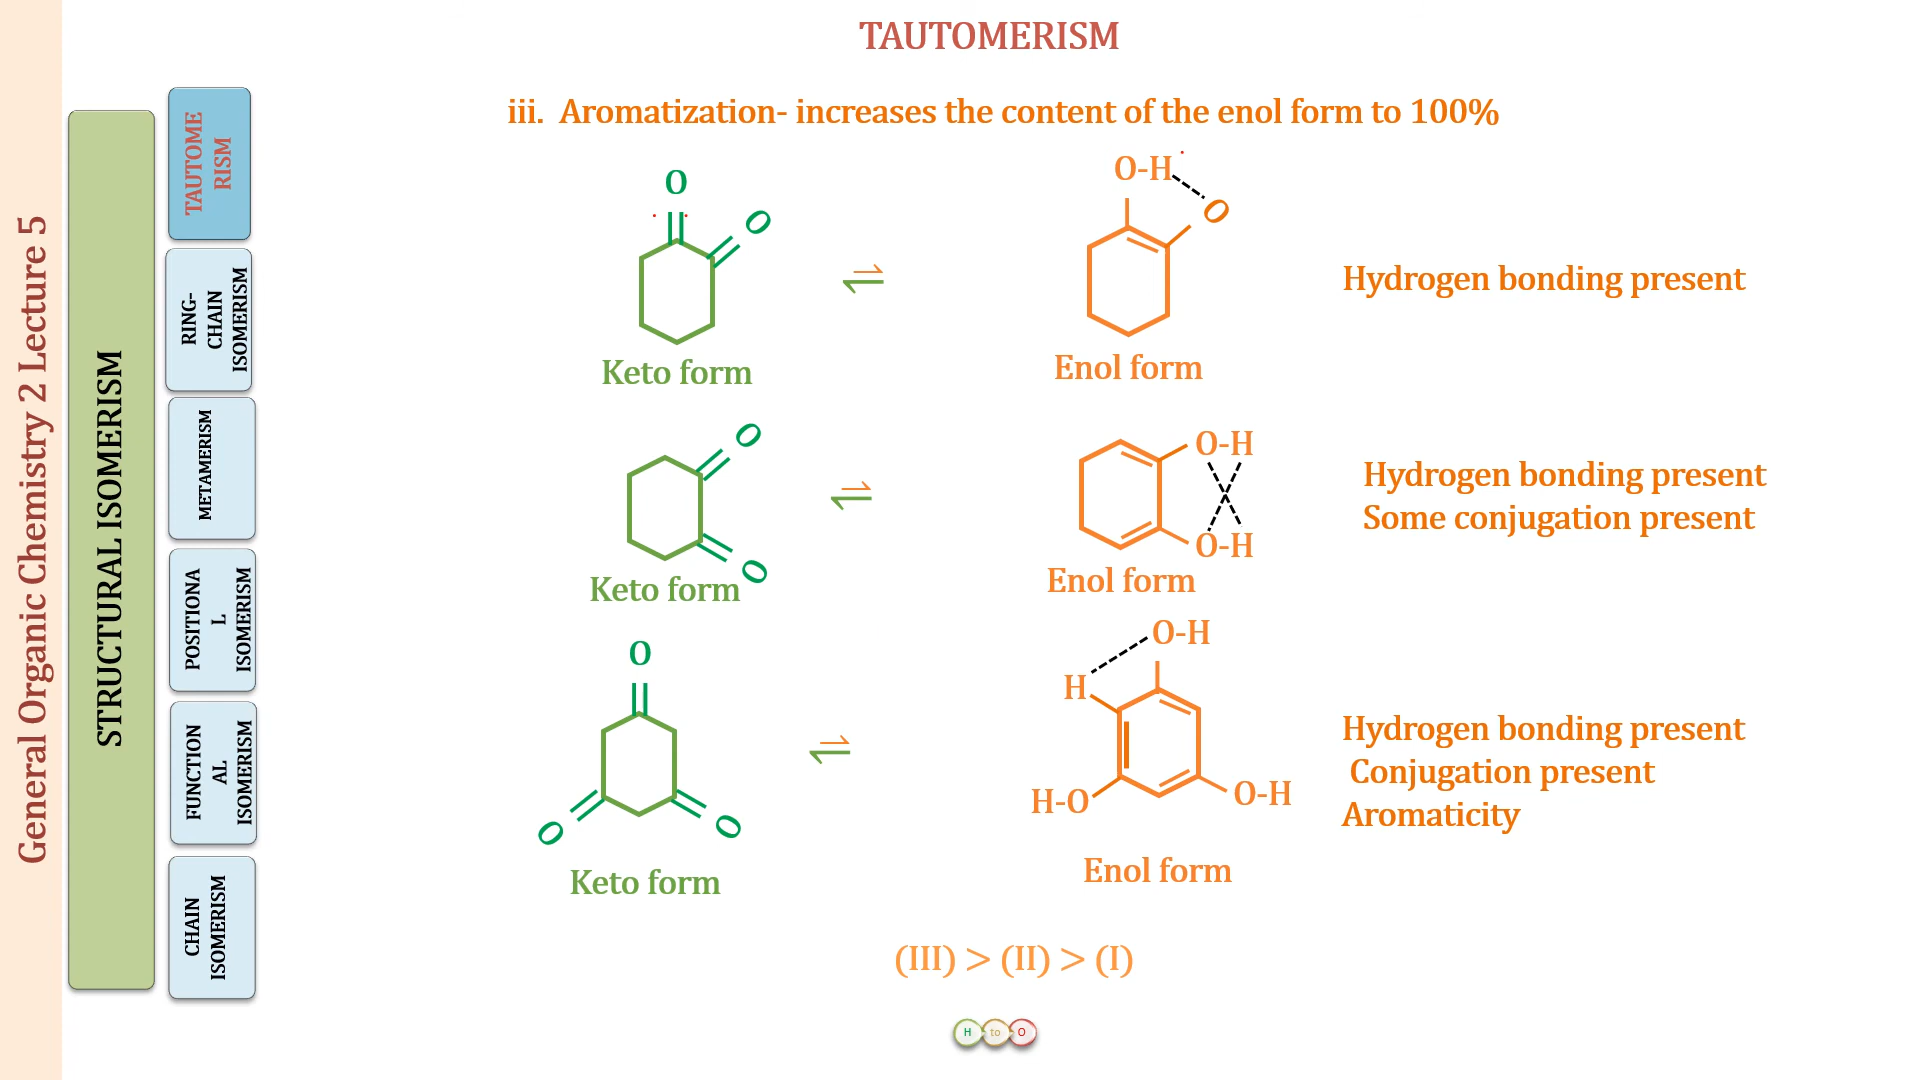 TAUTOMERISM
General Organic Chemistry 2 Lecture 5
STRUCTURAL ISOMERISM
TAUTOME
RISM
RING-
CHAIN
ISOMERISM
METAMERISM
POSITIONA
L
ISOMERISM
FUNCTION
AL
ISOMERISM
CHAIN
ISOMERISM
iii. Aromatization- increases the content of the enol form to 100%
O
O
Keto form
⇌
O-H
O
Enol form
Hydrogen bonding present
O
O
Keto form
⇌
O-H
O-H
Enol form
Hydrogen bonding present
Some conjugation present
O
O
O
Keto form
⇌
O-H
H
H-O
O-H
Enol form
Hydrogen bonding present
Conjugation present
Aromaticity
(III) > (II) > (I)
H to O